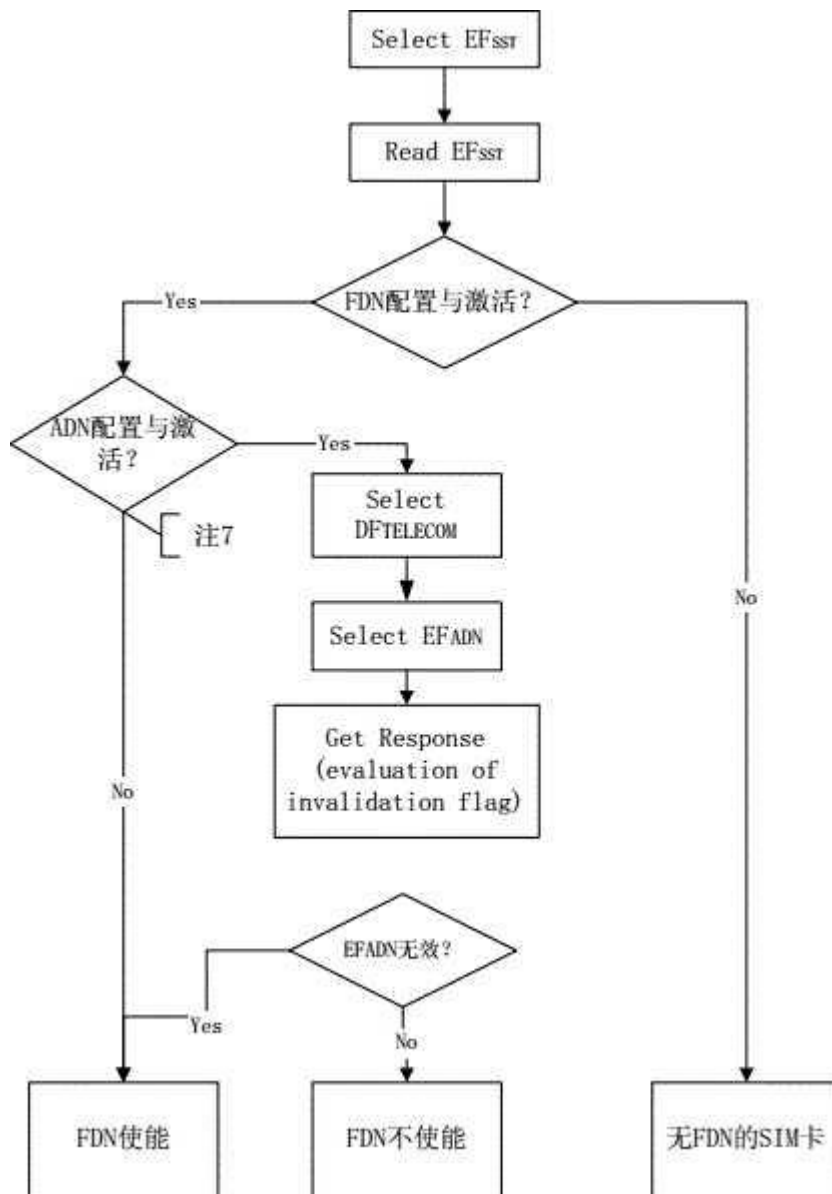 Select EFSST
Read EFSST
FDN配置与激活?
Yes
ADN配置与激
活?
Yes
Select
DFTELECOM
注7
No
Select EFADN
Get Response
(evaluation of
invalidation flag)
No
EFADN无效?
Yes
No
FDN使能
FDN不使能
无FDN的SIM卡